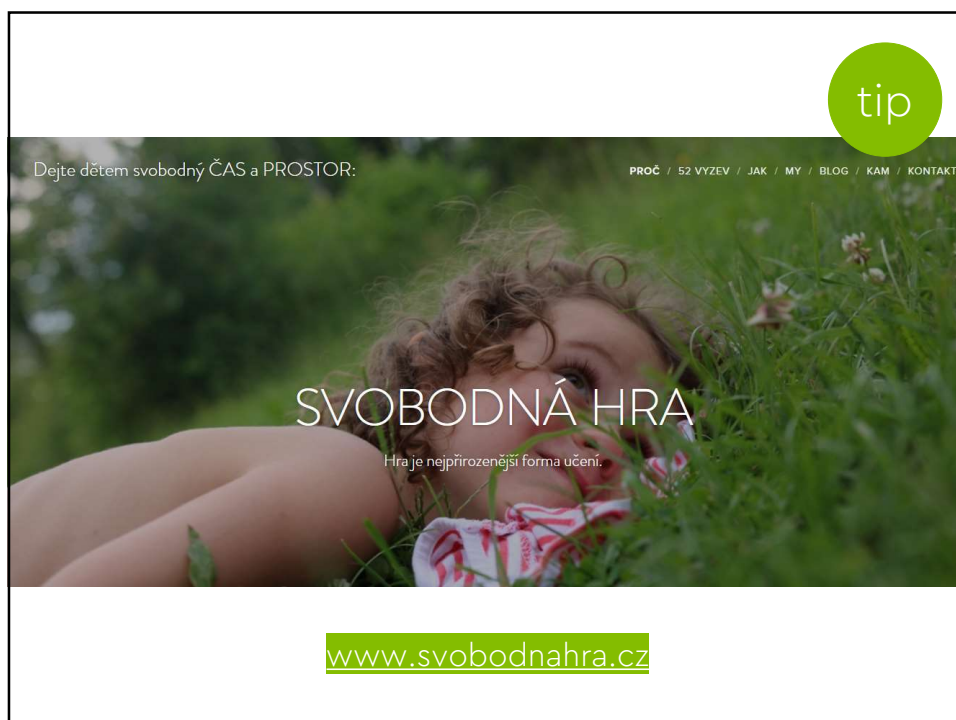 tip
Dejte dětem svobodný ČAS a PROSTOR:
PROČ / 52 VYZEV / JAK / MY / BLOG / KAM / KONTAKT
SVOBODNÁ HRA
Hra je nejpřirozenější forma učení.
www.svobodnahra.cz